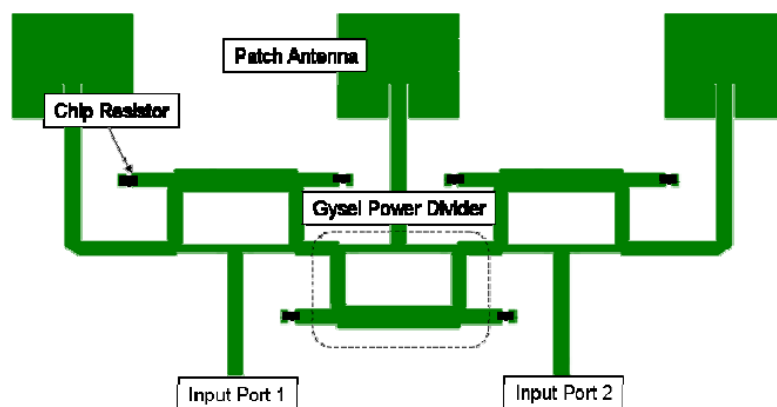 Patch Antenna
Chip Resistor
Gysel Power Divider
Input Port 1
Input Port 2